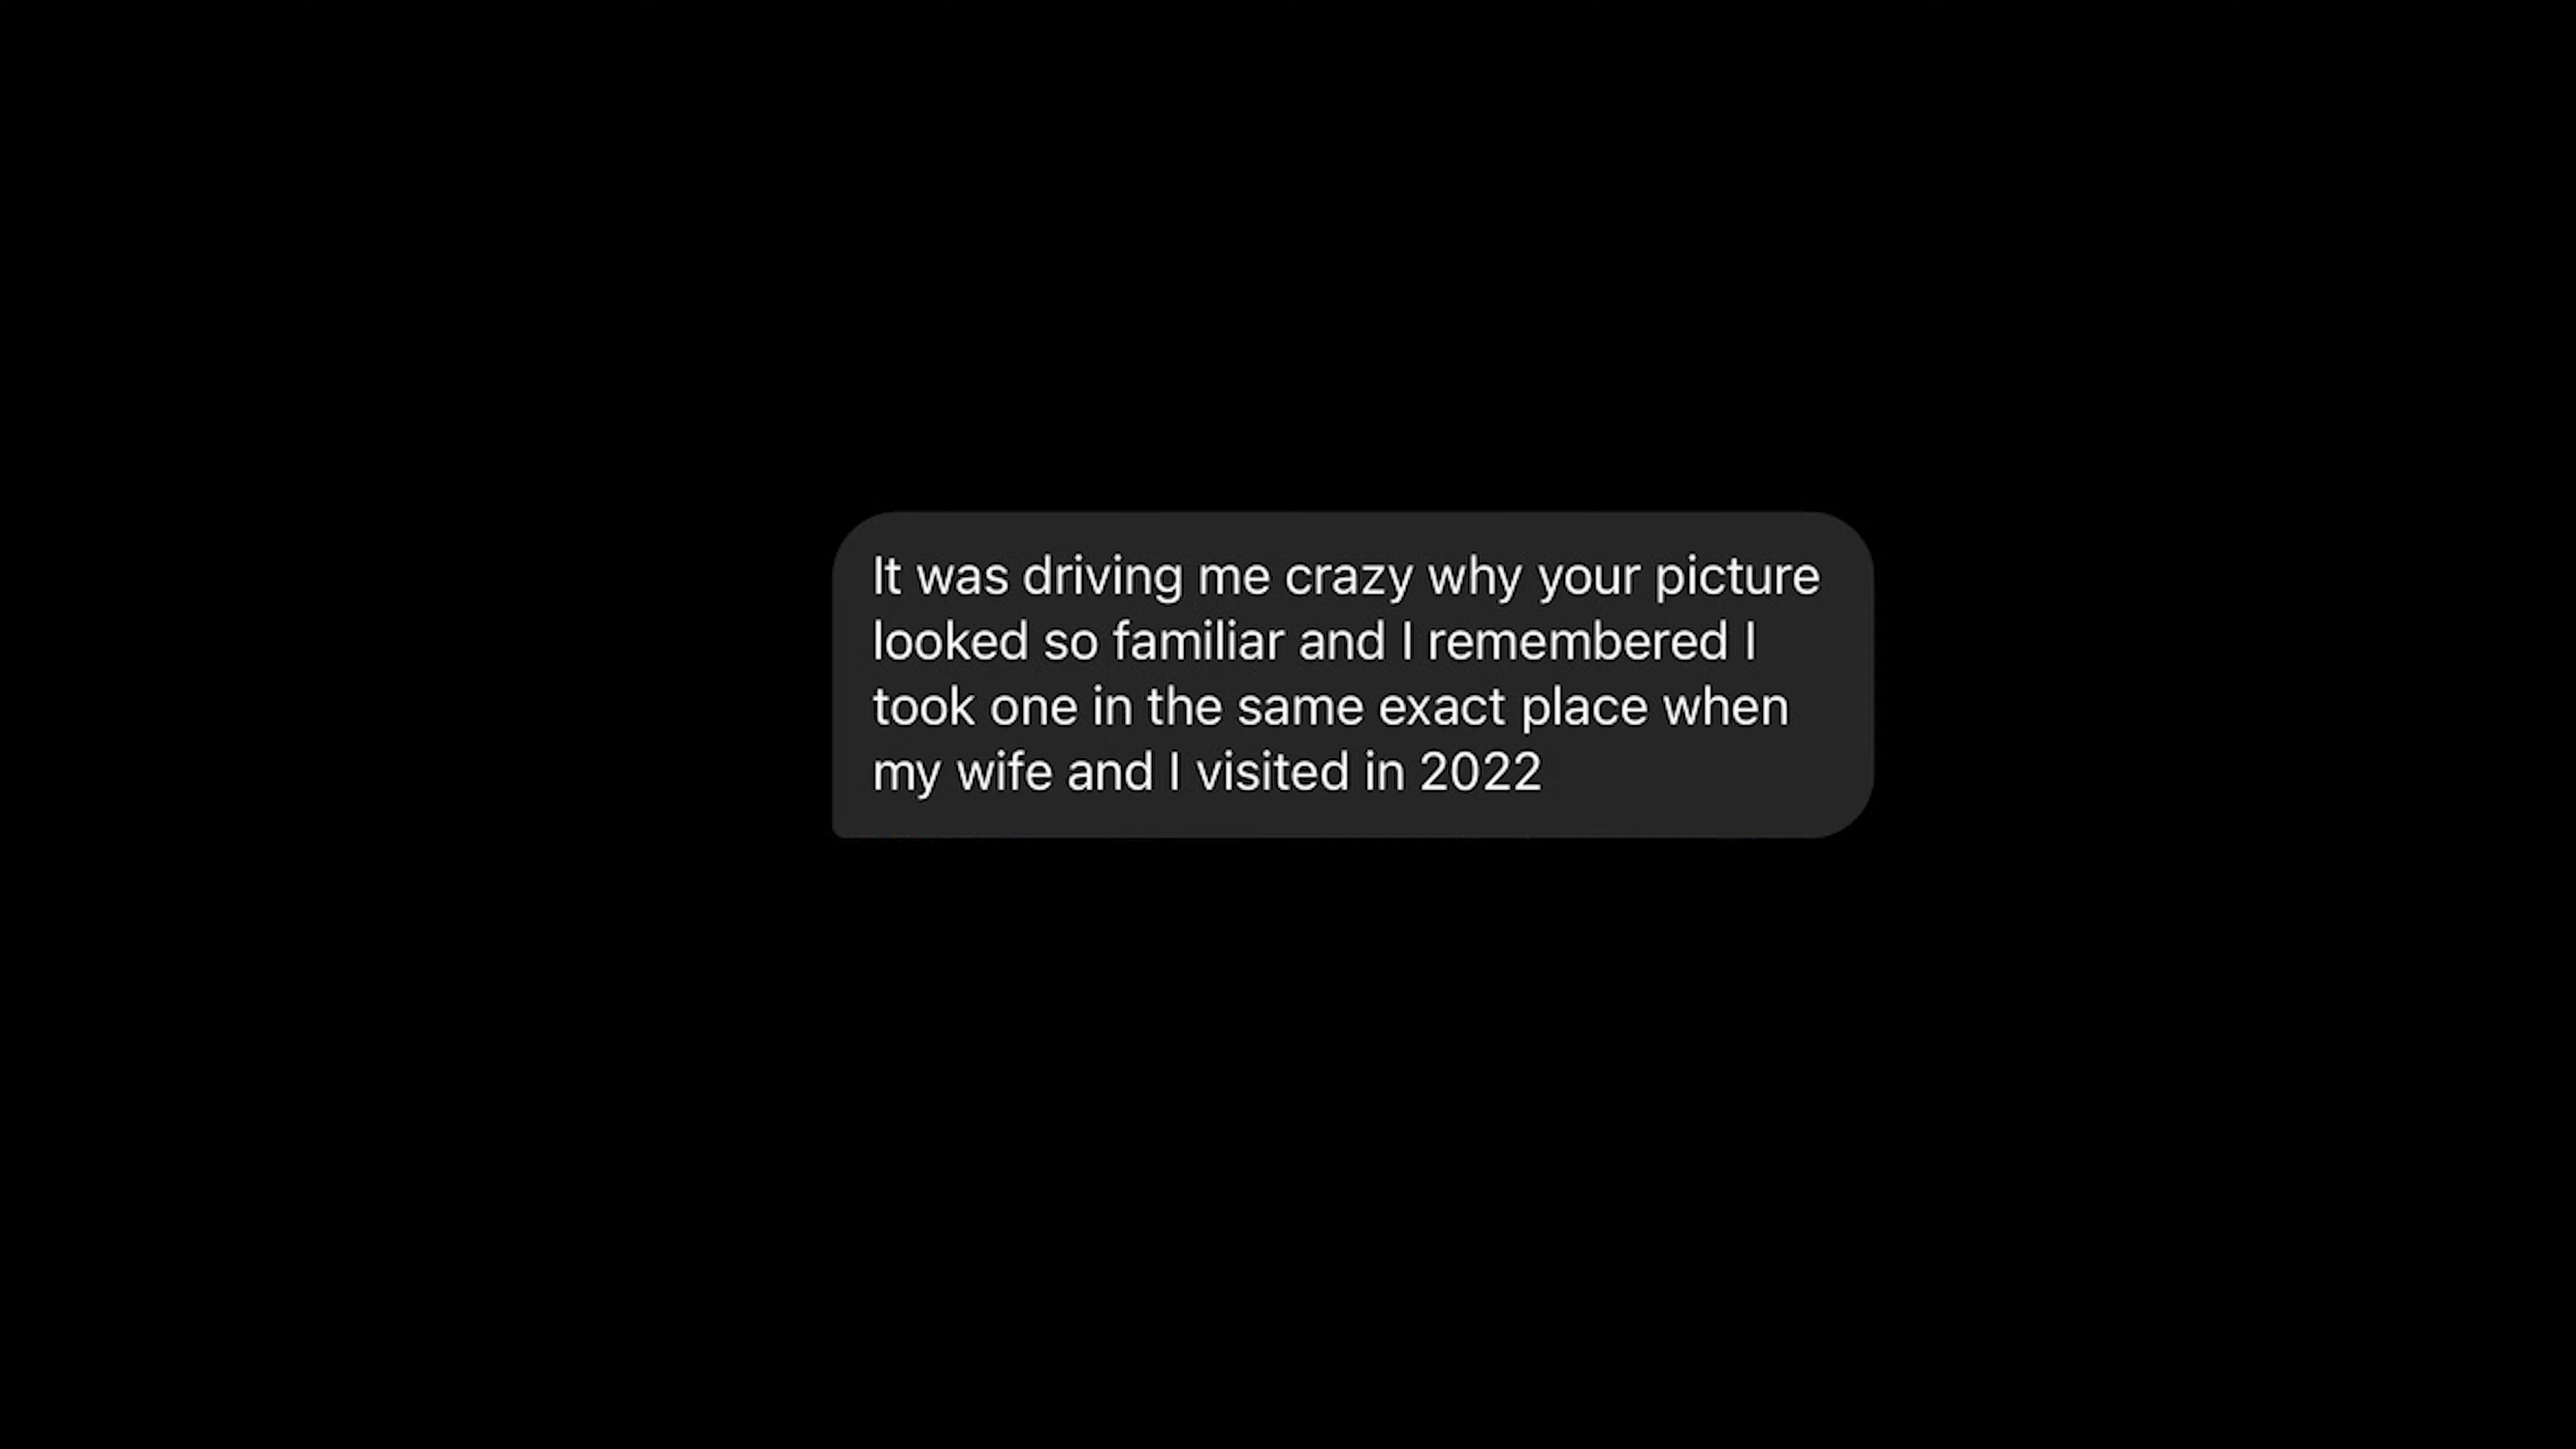 It was driving me crazy why your picture
looked so familiar and I remembered I
took one in the same exact place when
my wife and I visited in 2022